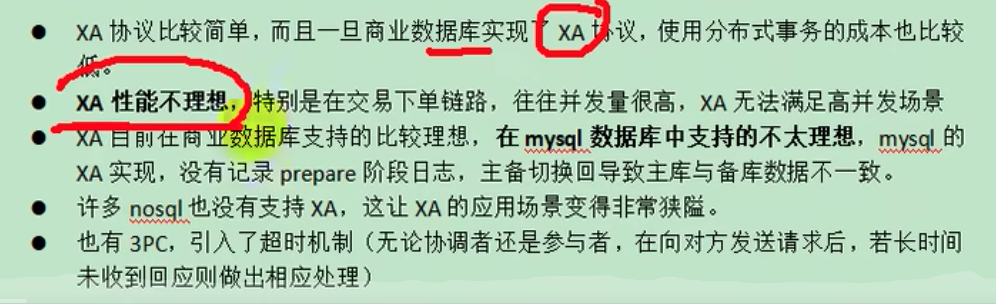 ● XA 协议比较简单，而且一旦商业数据库实现了 XA 协议，使用分布式事务的成本也比较
低。
● XA 性能不理想，特别是在交易下单链路，往往并发量很高，XA 无法满足高并发场景
● XA 目前在商业数据库支持的比较理想，在 mysql 数据库中支持的不太理想，mysql 的
XA 实现，没有记录 prepare 阶段日志，主备切换回导致主库与备库数据不一致。
● 许多 nosql 也没有支持 XA，这让 XA 的应用场景变得非常狭隘。
● 也有 3PC，引入了超时机制（无论协调者还是参与者，在向对方发送请求后，若长时间
未收到回应则做出相应处理）